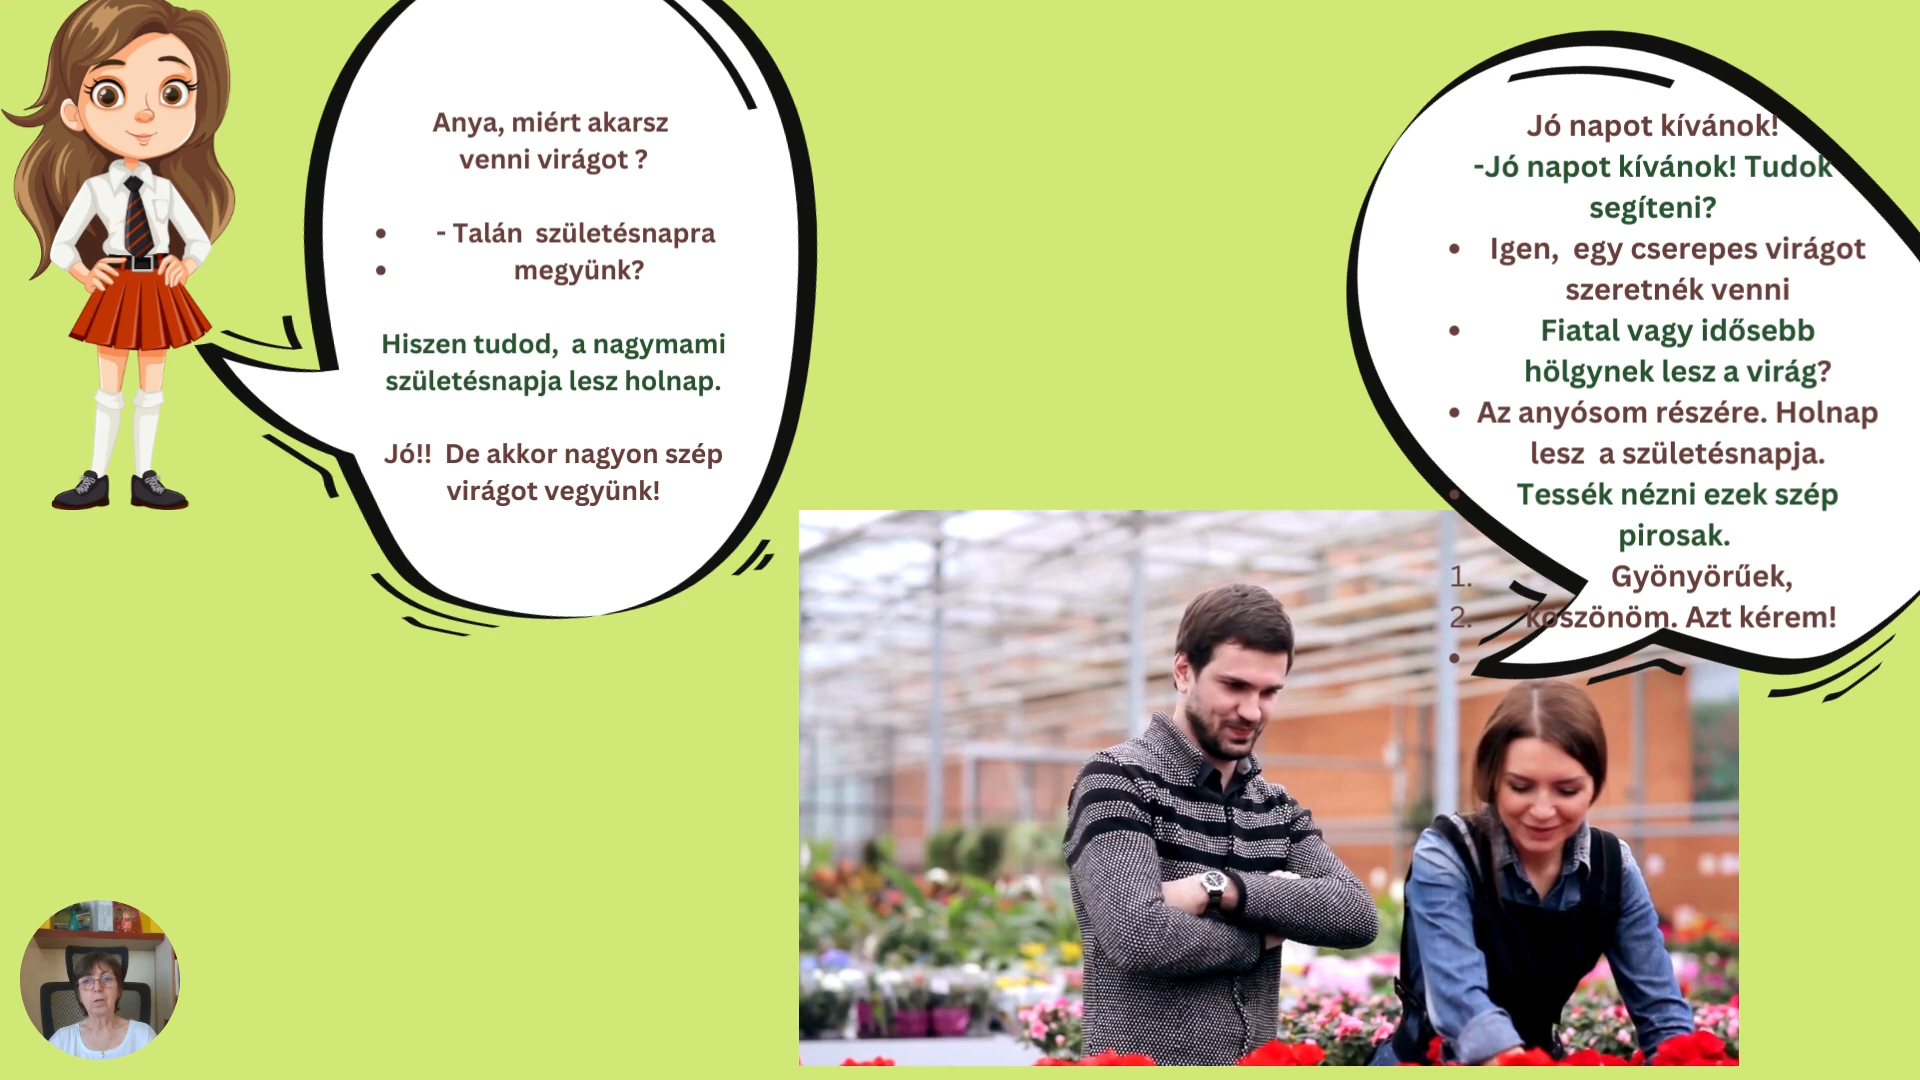 Anya, miért akarsz
venni virágot ?
• - Talán születésnapra
• megyünk?
Hiszen tudod, a nagymami
születésnapja lesz holnap.
Jó!! De akkor nagyon szép
virágot vegyünk!
Jó napot kívánok!
-Jó napot kívánok! Tudok
segíteni?
• Igen, egy cserepes virágot
szeretnék venni
• Fiatal vagy idősebb
hölgynek lesz a virág?
• Az anyósom részére. Holnap
lesz a születésnapja.
• Tessék nézni ezek szép
pirosak.
1. Gyönyörűek,
2. köszönöm. Azt kérem!
•